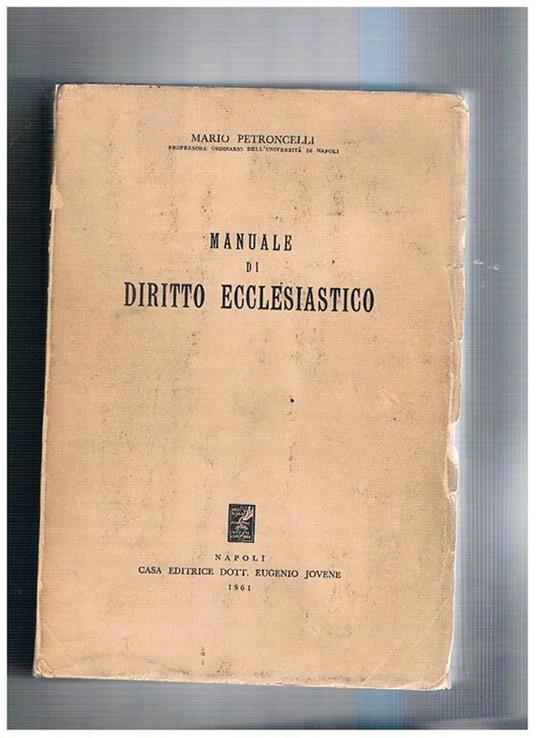 MARIO PETRONCELLI
PROFESSORE ORDINARIO DELL'UNIVERSITÀ DI NAPOLI
MANUALE
DI
DIRITTO ECCLESIASTICO
NAPOLI
CASA EDITRICE DOTT. EUGENIO JOVENE
1961